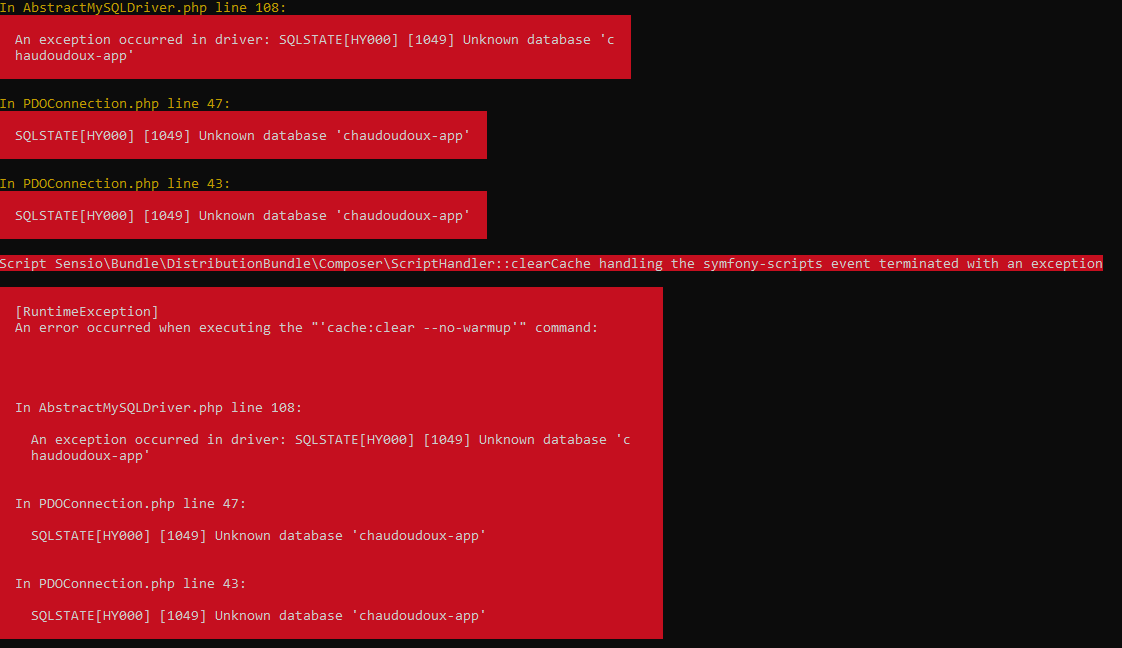 In AbstractMySQLDriver.php line 108:
An exception occurred in driver: SQLSTATE[HY000] [1049] Unknown database 'c
haudoudoux-app'
In PDOConnection.php line 47:
SQLSTATE[HY000] [1049] Unknown database 'chaudoudoux-app'
In PDOConnection.php line 43:
SQLSTATE[HY000] [1049] Unknown database 'chaudoudoux-app'
Script Sensio\Bundle\DistributionBundle\Composer\ScriptHandler::clearCache handling the symfony-scripts event terminated with an exception
[RuntimeException]
An error occurred when executing the "'cache:clear --no-warmup'" command:
In AbstractMySQLDriver.php line 108:
An exception occurred in driver: SQLSTATE[HY000] [1049] Unknown database 'c
haudoudoux-app'
In PDOConnection.php line 47:
SQLSTATE[HY000] [1049] Unknown database 'chaudoudoux-app'
In PDOConnection.php line 43:
SQLSTATE[HY000] [1049] Unknown database 'chaudoudoux-app'